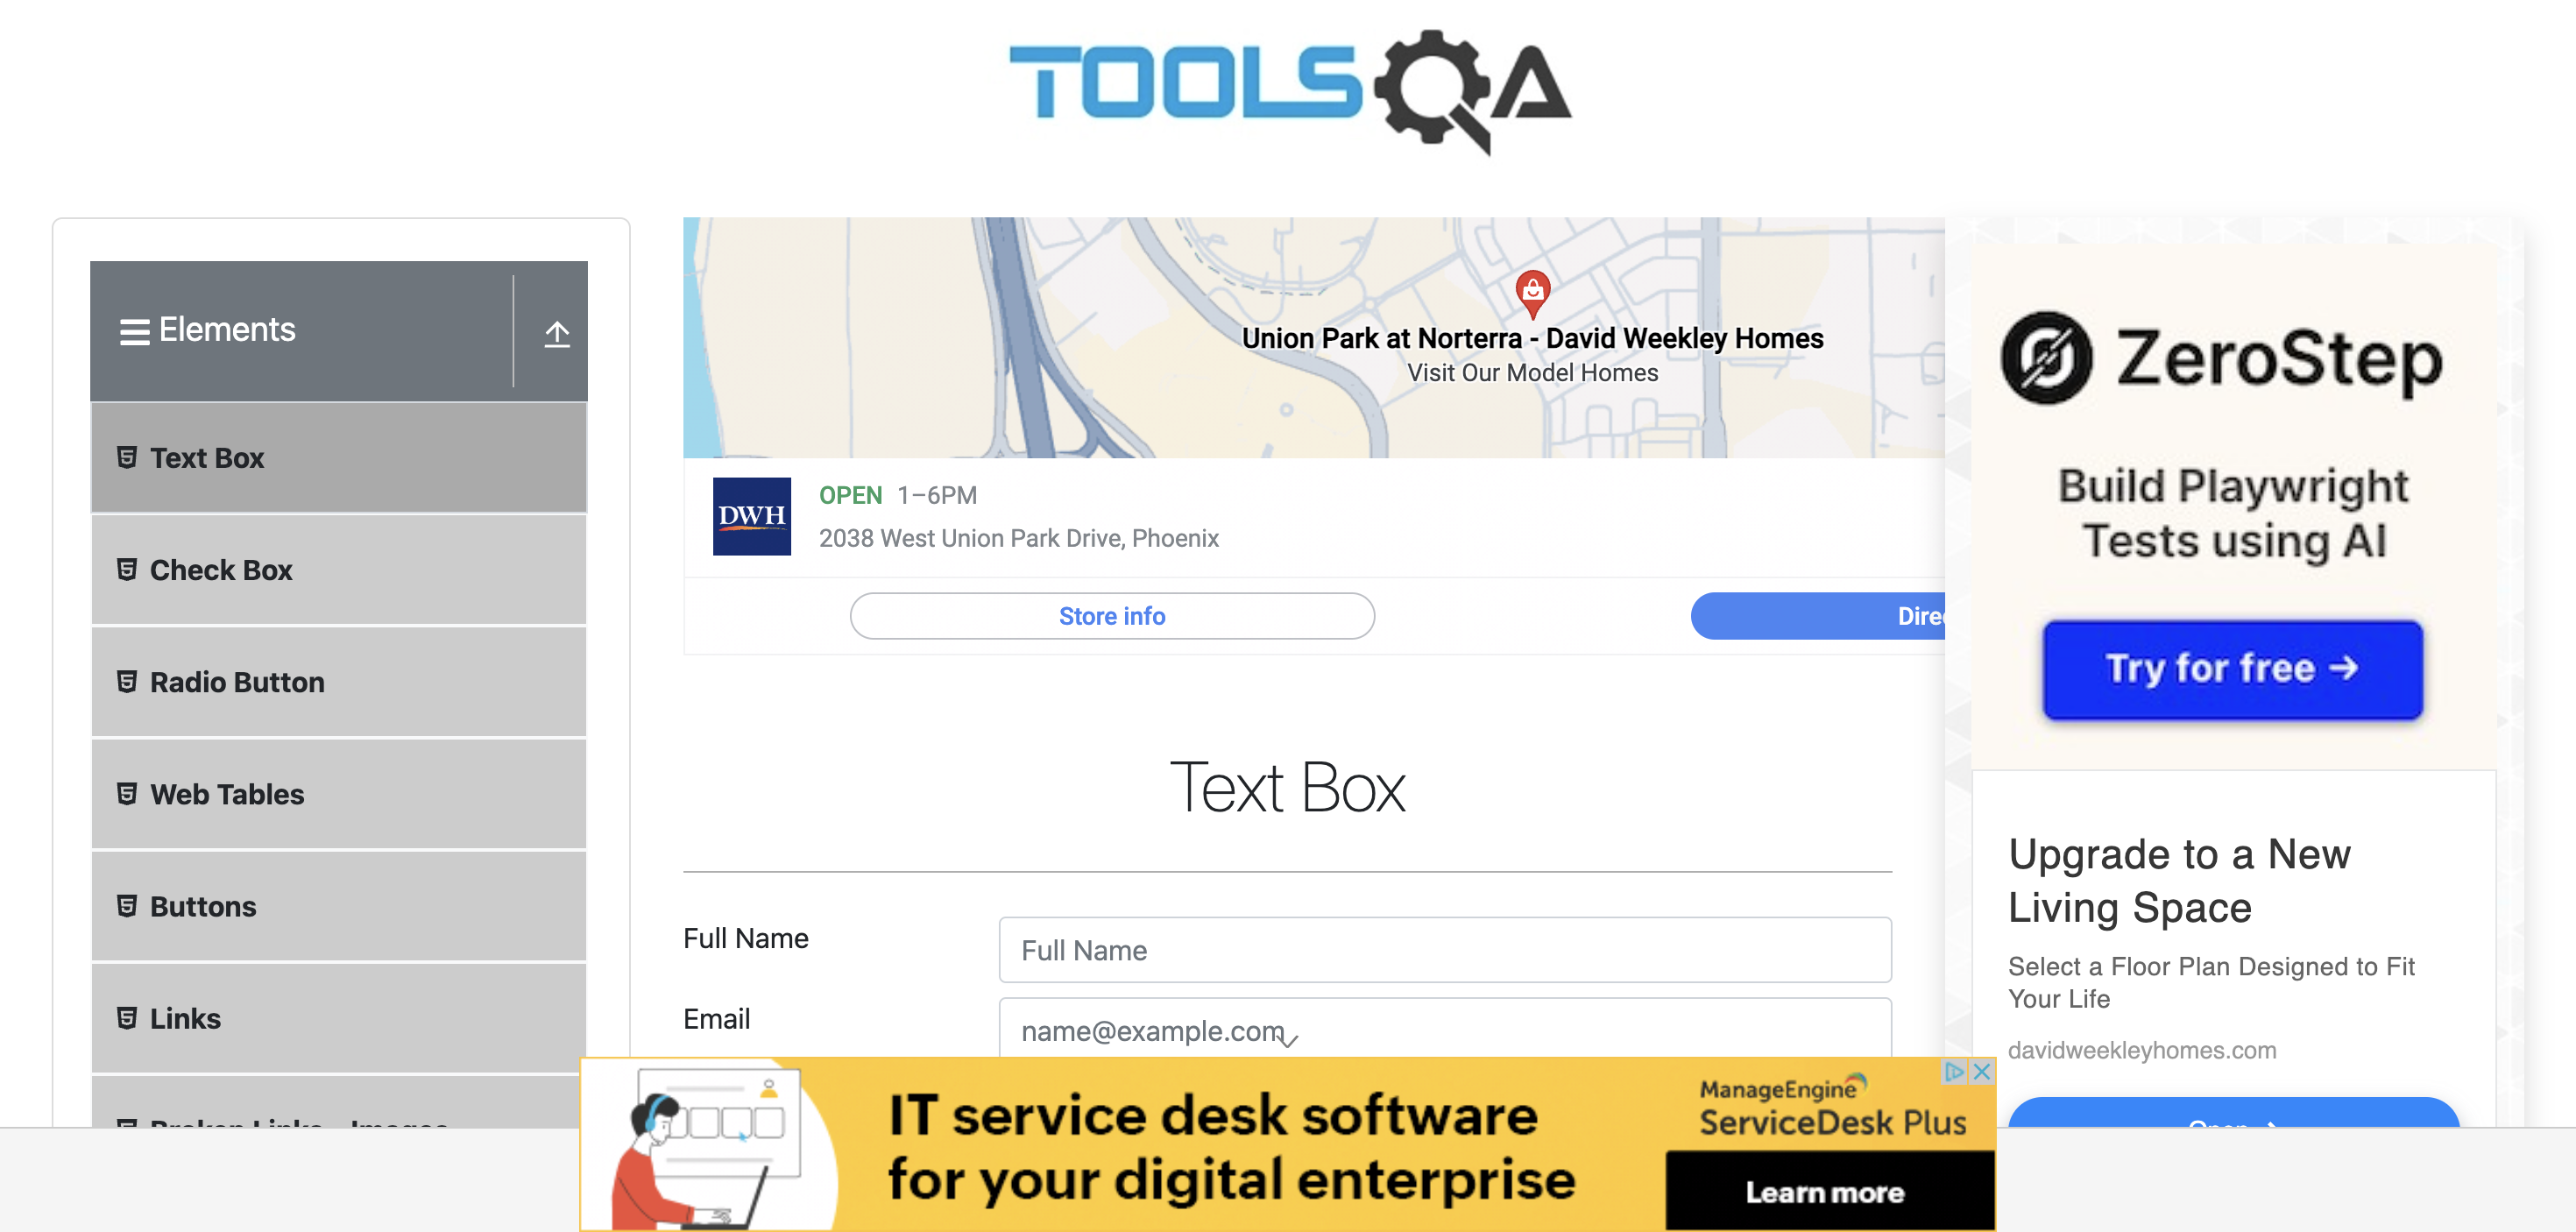 TOOLSQA
Elements
Text Box
Check Box
Radio Button
Web Tables
Buttons
Links
Broken Links - Images
Union Park at Norterra - David Weekley Homes
Visit Our Model Homes
DWH
OPEN 1–6PM
2038 West Union Park Drive, Phoenix
Store info
Text Box
Full Name
Full Name
Email
name@example.com
ZeroStep
Build Playwright
Tests using AI
Try for free →
Upgrade to a New
Living Space
Select a Floor Plan Designed to Fit
Your Life
davidweekleyhomes.com
IT service desk software
for your digital enterprise
ManageEngine
ServiceDesk Plus
Learn more